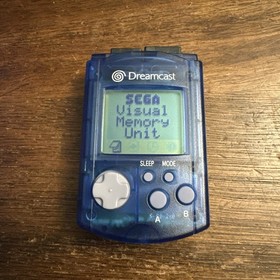 Dreamcast
SEGA
Visual
Memory
Unit
SLEEP MODE
A B